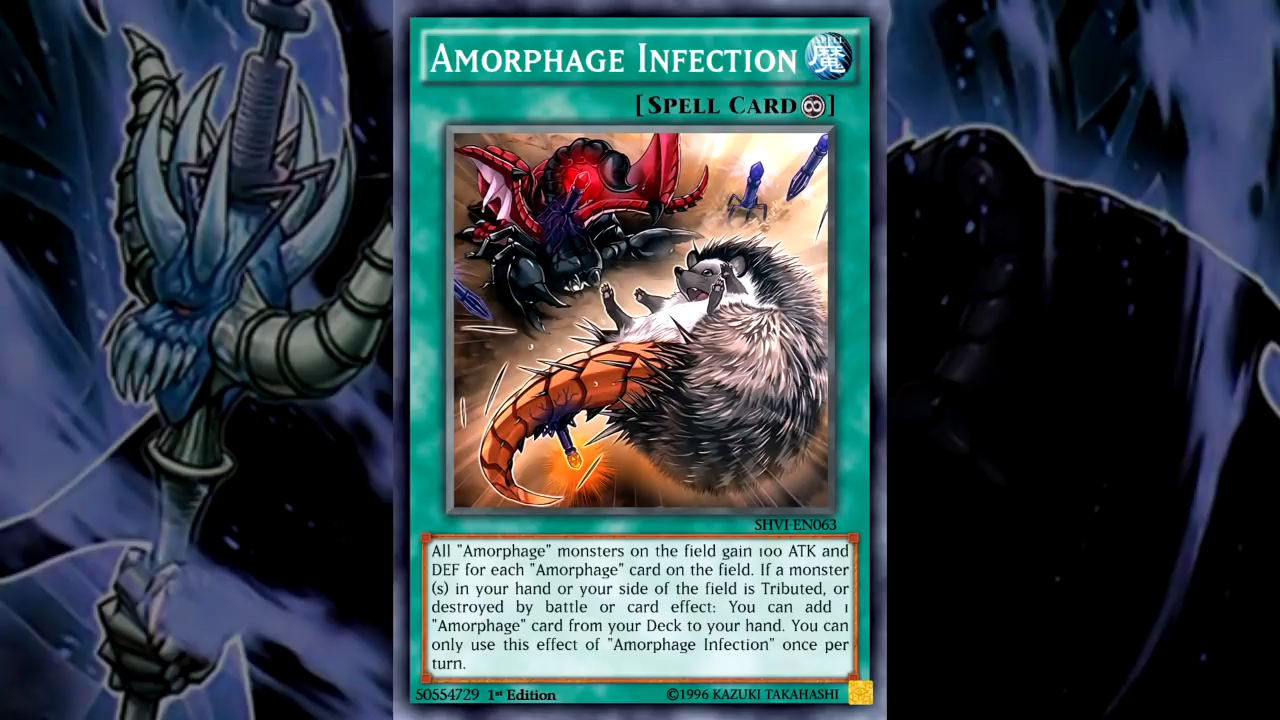 AMORPHAGE INFECTION
魔
[SPELL CARD♾]
SHVI-EN063
All "Amorphage" monsters on the field gain 100 ATK and
DEF for each "Amorphage" card on the field. If a monster
(s) in your hand or your side of the field is Tributed, or
destroyed by battle or card effect: You can add 1
"Amorphage" card from your Deck to your hand. You can
only use this effect of "Amorphage Infection" once per
turn.
S0554729 1st Edition ©1996 KAZUKI TAKAHASHI